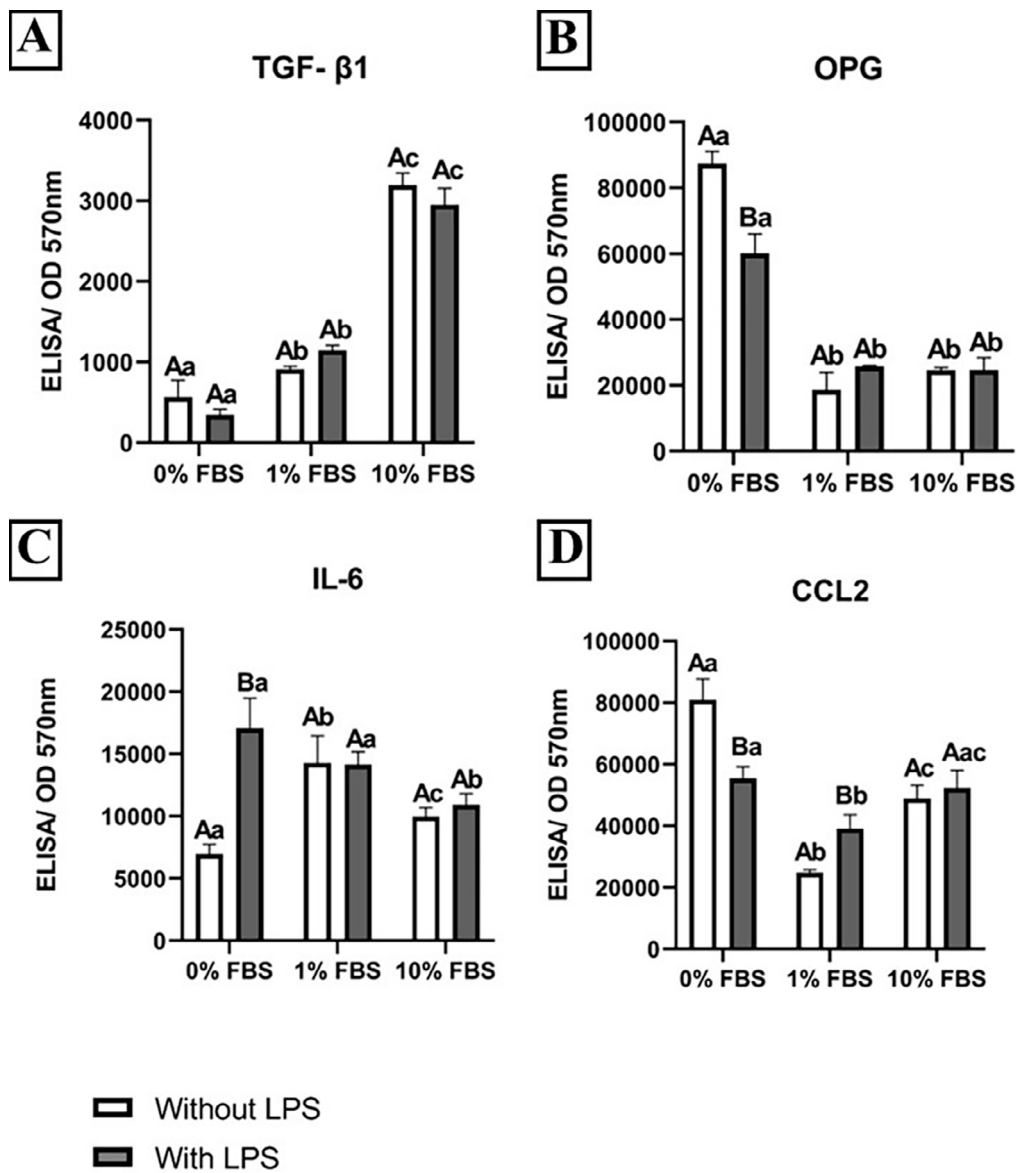 A
TGF- β1
ELISA/ OD 570nm
4000
3000
2000
1000
0
Aa
Aa
Ab
Ab
Ac
Ac
0% FBS
1% FBS
10% FBS
B
OPG
ELISA/ OD 570nm
100000
80000
60000
40000
20000
0
Aa
Ba
Ab
Ab
Ab
Ab
0% FBS
1% FBS
10% FBS
C
IL-6
ELISA/ OD 570nm
25000
20000
15000
10000
5000
0
Aa
Ba
Ab
Aa
Ac
Ab
0% FBS
1% FBS
10% FBS
D
CCL2
ELISA/ OD 570nm
100000
80000
60000
40000
20000
0
Aa
Ba
Ab
Bb
Ac
Aac
0% FBS
1% FBS
10% FBS
Without LPS
With LPS